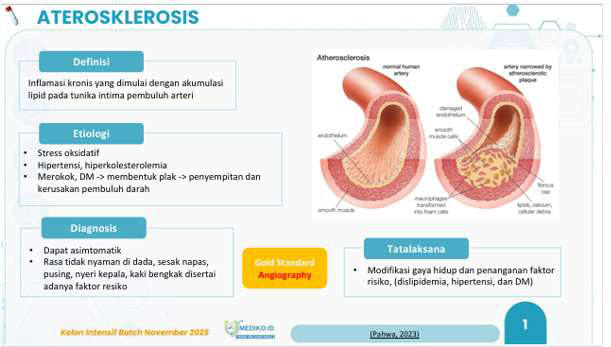 ATEROSKLEROSIS
Definisi
Inflamasi kronis yang dimulai dengan akumulasi
lipid pada tunika intima pembuluh arteri
Etiologi
• Stress oksidatif
• Hipertensi, hiperkolesterolemia
• Merokok, DM -> membentuk plak -> penyempitan dan
kerusakan pembuluh darah
Atherosclerosis
normal human
artery
artery narrowed by
atherosclerotic
plaque
endothelium
smooth muscle
damaged
endothelium
smooth
muscle cells
macrophages
transformed
into foam cells
fibrous
cap
lipids, calcium,
cellular debris
Diagnosis
• Dapat asimtomatik
• Rasa tidak nyaman di dada, sesak napas,
pusing, nyeri kepala, kaki bengkak disertai
adanya faktor risiko
Gold Standard
Angiography
Tatalaksana
• Modifikasi gaya hidup dan penanganan faktor
risiko, (dislipidemia, hipertensi, dan DM)
Kelon Intensif Batch November 2025
MEDIKO.ID
(Pahwa, 2023)
1